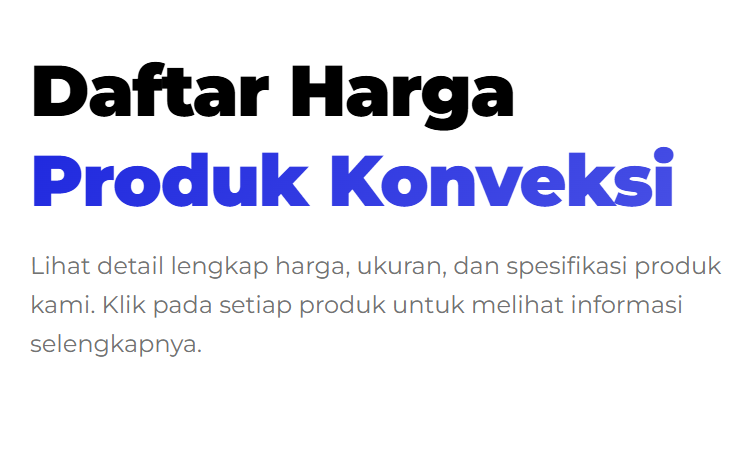 Daftar Harga
Produk Konveksi
Lihat detail lengkap harga, ukuran, dan spesifikasi produk
kami. Klik pada setiap produk untuk melihat informasi
selengkapnya.